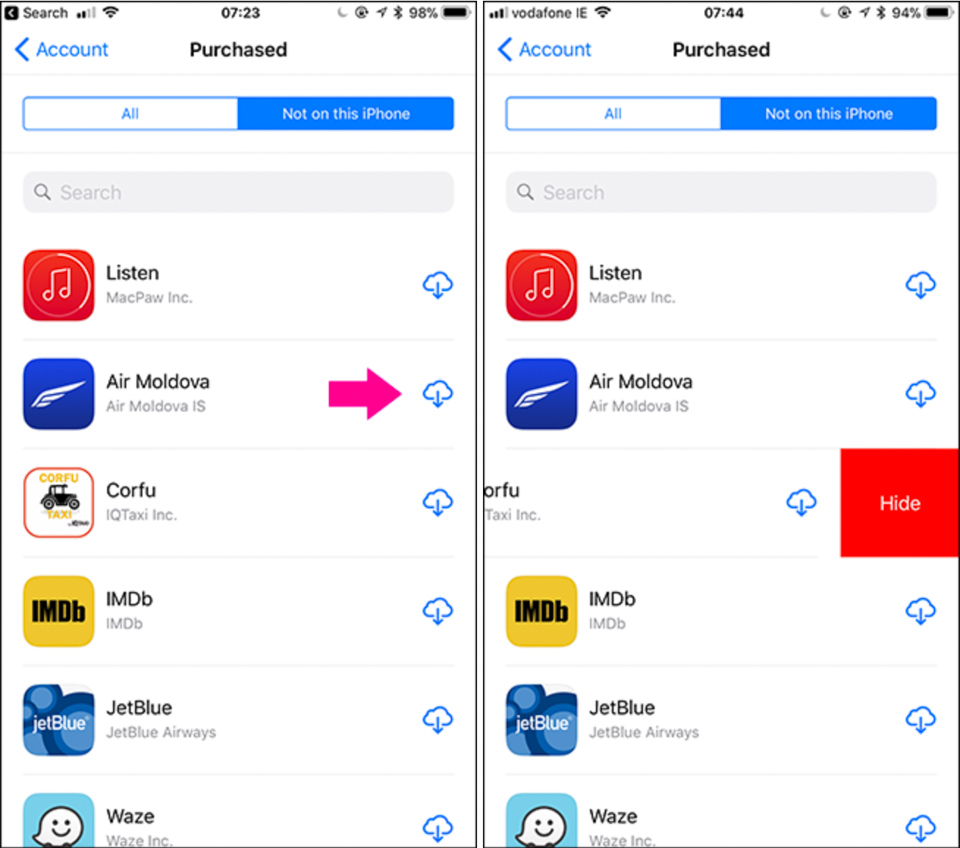 Search 07:23 98%
Account Purchased
All Not on this iPhone
Search
Listen
MacPaw Inc.
Air Moldova
Air Moldova IS
CORFU
TAXI
Corfu
IQTaxi Inc.
IMDb
IMDb
IMDb
JetBlue
jetBlue
JetBlue Airways
Waze
Waze Inc.
vodafone IE 07:44 94%
Account Purchased
All Not on this iPhone
Search
Listen
MacPaw Inc.
Air Moldova
Air Moldova IS
orfu
Taxi Inc.
Hide
IMDb
IMDb
IMDb
JetBlue
jetBlue
JetBlue Airways
Waze
Waze Inc.